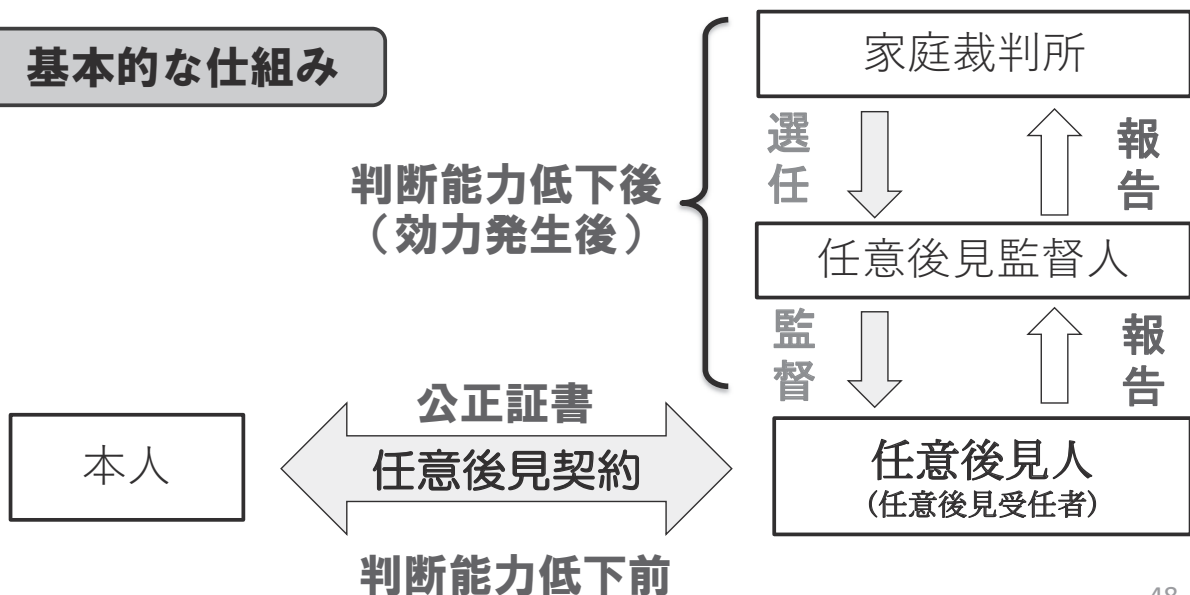 基本的な仕組み
家庭裁判所
選任
報告
判断能力低下後
（効力発生後）
任意後見監督人
監督
報告
公正証書
本人
任意後見契約
任意後見人
(任意後見受任者)
判断能力低下前
48